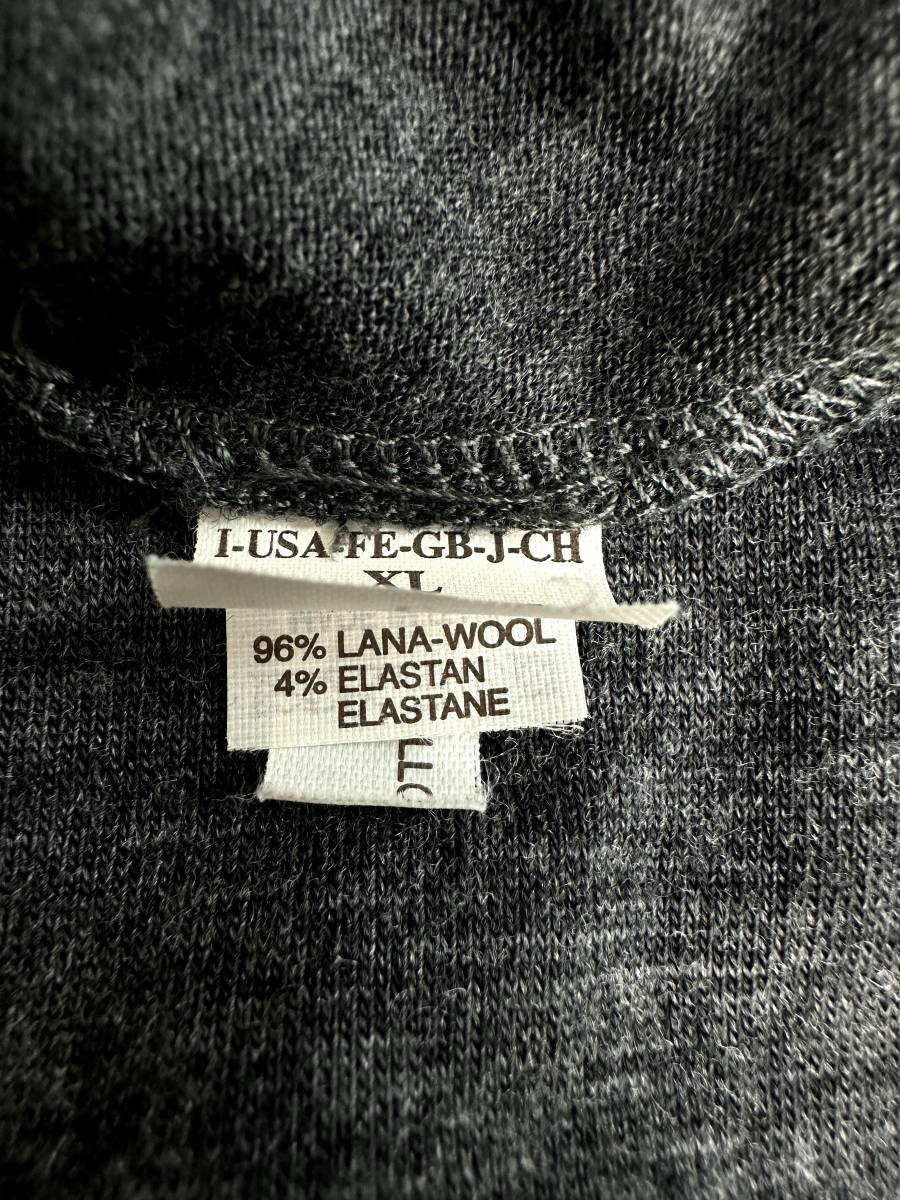 I-USA-FE-GB-J-CH
XL
96% LANA-WOOL
4% ELASTAN
ELASTANE